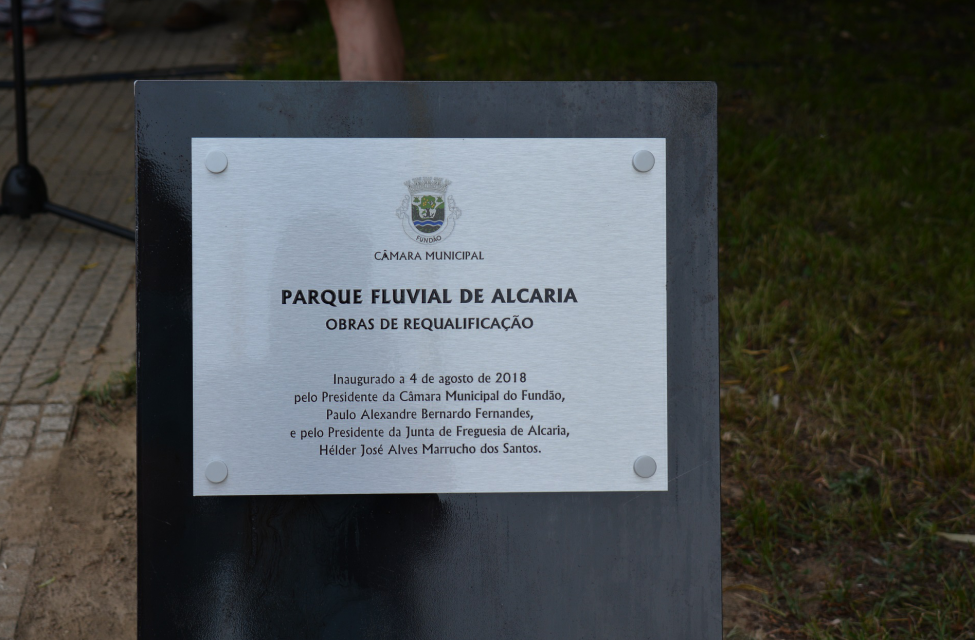 FUNDÃO
CÂMARA MUNICIPAL
PARQUE FLUVIAL DE ALCARIA
OBRAS DE REQUALIFICAÇÃO
Inaugurado a 4 de agosto de 2018
pelo Presidente da Câmara Municipal do Fundão,
Paulo Alexandre Bernardo Fernandes,
e pelo Presidente da Junta de Freguesia de Alcaria,
Hélder José Alves Marrucho dos Santos.